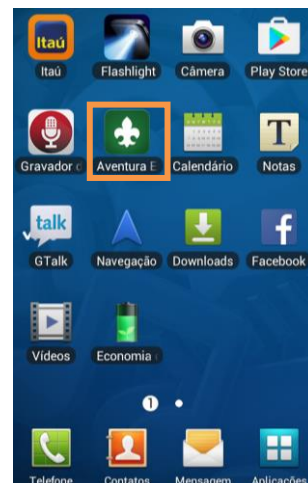 Itaú
Itaú Flashlight Câmera Play Store
Gravador Aventura E Calendário Notas
T
talk
f
GTalk Navegação Downloads Facebook
Vídeos Economia
1
Telefone Contatos Mensagem Aplicações